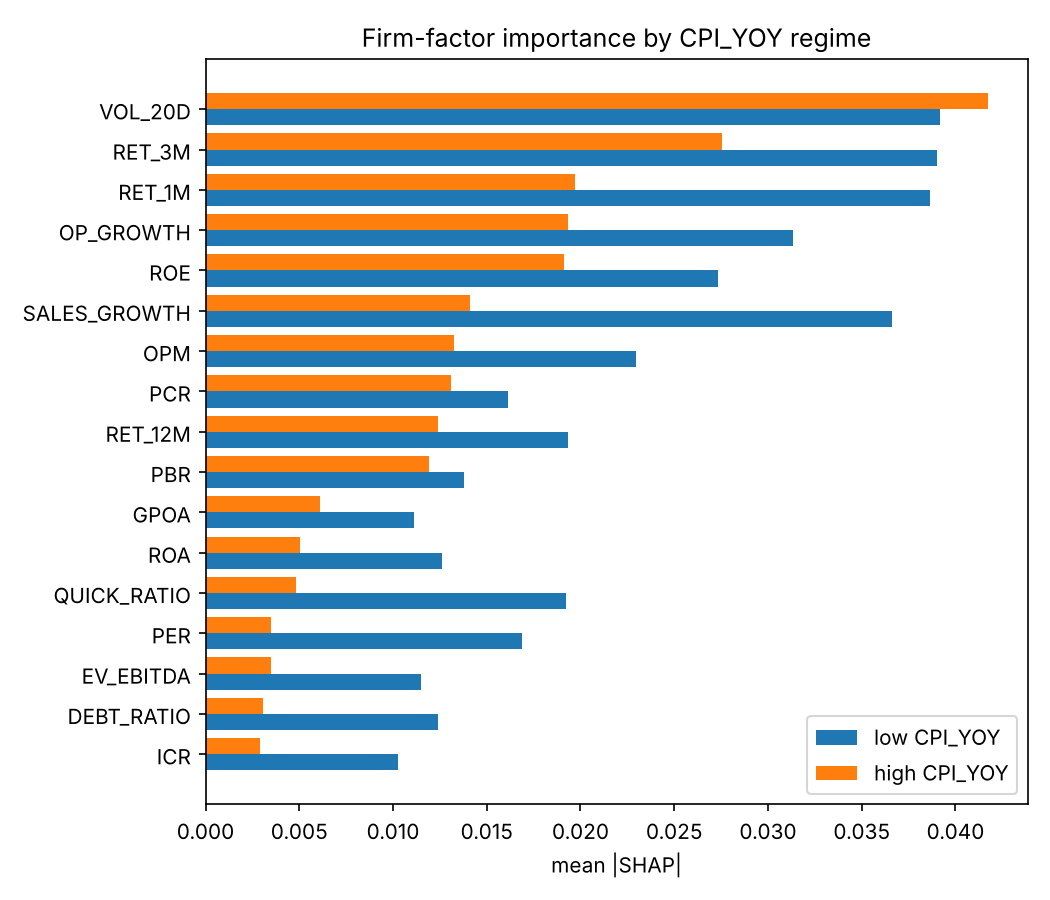 Firm-factor importance by CPI_YOY regime
VOL_20D
RET_3M
RET_1M
OP_GROWTH
ROE
SALES_GROWTH
OPM
PCR
RET_12M
PBR
GPOA
ROA
QUICK_RATIO
PER
EV_EBITDA
DEBT_RATIO
ICR
low CPI_YOY
high CPI_YOY
0.000 0.005 0.010 0.015 0.020 0.025 0.030 0.035 0.040
mean |SHAP|